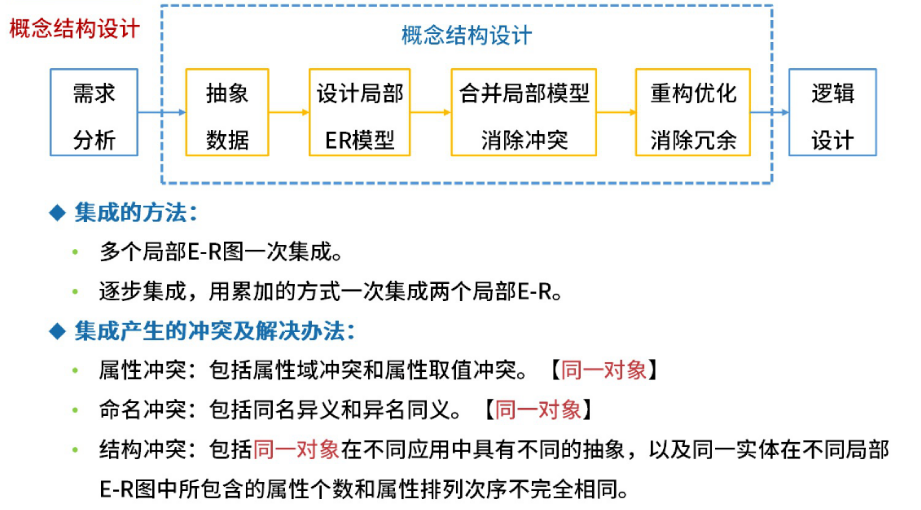 概念结构设计
概念结构设计
需求
分析
抽象
数据
设计局部
ER模型
合并局部模型
消除冲突
重构优化
消除冗余
逻辑
设计
◆ 集成的方法：
• 多个局部E-R图一次集成。
• 逐步集成，用累加的方式一次集成两个局部E-R。
◆ 集成产生的冲突及解决办法：
• 属性冲突：包括属性域冲突和属性取值冲突。【同一对象】
• 命名冲突：包括同名异义和异名同义。【同一对象】
• 结构冲突：包括同一对象在不同应用中具有不同的抽象，以及同一实体在不同局部
E-R图中所包含的属性个数和属性排列次序不完全相同。